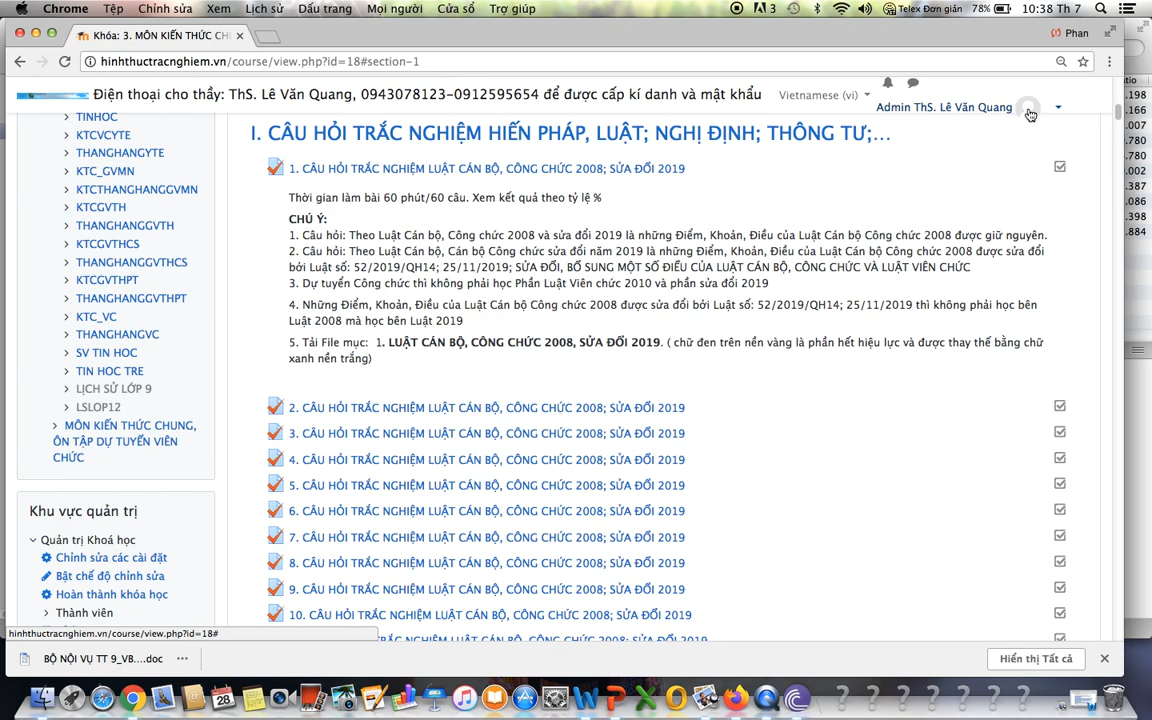 Chrome Tệp Chỉnh sửa Xem Lịch sử Dấu trang Mọi người Cửa sổ Trợ giúp 3 Telex Đơn giản 78% 10:38 Th 7
Khóa: 3. MÔN KIẾN THỨC CHU
Phan
hinhthuctracnghiem.vn/course/view.php?id=18#section-1
Điện thoại cho thầy: ThS. Lê Văn Quang, 0943078123-0912595654 để được cấp kí danh và mật khẩu
Vietnamese (vi)
Admin ThS. Lê Văn Quang
TINHOC
KTCVCYTE
THANGHANGYTE
KTC_GVMN
KTCTHANGHANGGVMN
KTCGVTH
THANGHANGGVTH
KTCGVTHCS
THANGHANGGVTHCS
KTCGVTHPT
THANGHANGGVTHPT
KTC_VC
THANGHANGVC
SV TIN HOC
TIN HOC TRE
LỊCH SỬ LỚP 9
LSLOP12
MÔN KIẾN THỨC CHUNG,
ÔN TẬP DỰ TUYỂN VIÊN
CHỨC
Khu vực quản trị
Quản trị Khoá học
Chỉnh sửa các cài đặt
Bật chế độ chỉnh sửa
Hoàn thành khóa học
Thành viên
I. CÂU HỎI TRẮC NGHIỆM HIẾN PHÁP, LUẬT; NGHỊ ĐỊNH; THÔNG TƯ;...
1. CÂU HỎI TRẮC NGHIỆM LUẬT CÁN BỘ, CÔNG CHỨC 2008; SỬA ĐỔI 2019
Thời gian làm bài 60 phút/60 câu. Xem kết quả theo tỷ lệ %
CHÚ Ý:
1. Câu hỏi: Theo Luật Cán bộ, Công chức 2008 và sửa đổi 2019 là những Điểm, Khoản, Điều của Luật Cán bộ Công chức 2008 được giữ nguyên.
2. Câu hỏi: Theo Luật Cán bộ, Cán bộ Công chức sửa đổi năm 2019 là những Điểm, Khoản, Điều của Luật Cán bộ Công chức 2008 được sửa đổi
bởi Luật số: 52/2019/QH14; 25/11/2019; SỬA ĐỔI, BỔ SUNG MỘT SỐ ĐIỀU CỦA LUẬT CÁN BỘ, CÔNG CHỨC VÀ LUẬT VIÊN CHỨC
3. Dự tuyển Công chức thì không phải học Phần Luật Viên chức 2010 và phần sửa đổi 2019
4. Những Điểm, Khoản, Điều của Luật Cán bộ Công chức 2008 được sửa đổi bởi Luật số: 52/2019/QH14; 25/11/2019 thì không phải học bên
Luật 2008 mà học bên Luật 2019
5. Tải File mục: 1. LUẬT CÁN BỘ, CÔNG CHỨC 2008, SỬA ĐỔI 2019. ( chữ đen trên nền vàng là phần hết hiệu lực và được thay thế bằng chữ
xanh nền trắng)
2. CÂU HỎI TRẮC NGHIỆM LUẬT CÁN BỘ, CÔNG CHỨC 2008; SỬA ĐỔI 2019
3. CÂU HỎI TRẮC NGHIỆM LUẬT CÁN BỘ, CÔNG CHỨC 2008; SỬA ĐỔI 2019
4. CÂU HỎI TRẮC NGHIỆM LUẬT CÁN BỘ, CÔNG CHỨC 2008; SỬA ĐỔI 2019
5. CÂU HỎI TRẮC NGHIỆM LUẬT CÁN BỘ, CÔNG CHỨC 2008; SỬA ĐỔI 2019
6. CÂU HỎI TRẮC NGHIỆM LUẬT CÁN BỘ, CÔNG CHỨC 2008; SỬA ĐỔI 2019
7. CÂU HỎI TRẮC NGHIỆM LUẬT CÁN BỘ, CÔNG CHỨC 2008; SỬA ĐỔI 2019
8. CÂU HỎI TRẮC NGHIỆM LUẬT CÁN BỘ, CÔNG CHỨC 2008; SỬA ĐỔI 2019
9. CÂU HỎI TRẮC NGHIỆM LUẬT CÁN BỘ, CÔNG CHỨC 2008; SỬA ĐỔI 2019
10. CÂU HỎI TRẮC NGHIỆM LUẬT CÁN BỘ, CÔNG CHỨC 2008; SỬA ĐỔI 2019
TRẮC NGHIỆM LUẬT CÁN BỘ, CÔNG CHỨC 2008; SỬA ĐỔI 2019
hinhthuctracnghiem.vn/course/view.php?id=18#
BỘ NỘI VỤ TT 9_VB....doc
Hiển thị Tất cả
.198
.166
.007
.780
.780
.002
.387
.086
.398
.884
28